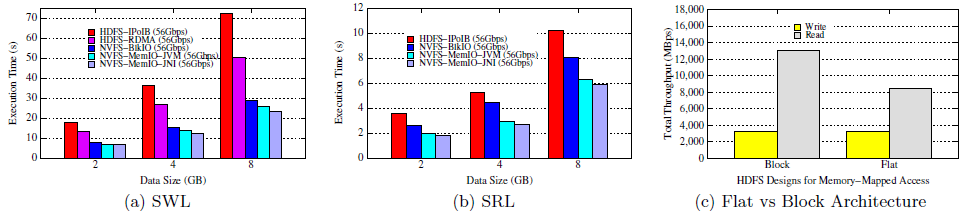 70
60
50
40
30
20
10
0
Execution Time (s)
HDFS−IPoIB (56Gbps)
HDFS−RDMA (56Gbps)
NVFS−BlkIO (56Gbps)
NVFS−MemIO−JVM (56Gbps)
NVFS−MemIO−JNI (56Gbps)
2 4 8
Data Size (GB)
(a) SWL
12
10
8
6
4
2
0
Execution Time (s)
HDFS−IPoIB (56Gbps)
NVFS−BlkIO (56Gbps)
NVFS−MemIO−JVM (56Gbps)
NVFS−MemIO−JNI (56Gbps)
2 4 8
Data Size (GB)
(b) SRL
18,000
16,000
14,000
12,000
10,000
8,000
6,000
4,000
2,000
0
Total Throughput (MBps)
Write
Read
Block Flat
HDFS Designs for Memory−Mapped Access
(c) Flat vs Block Architecture